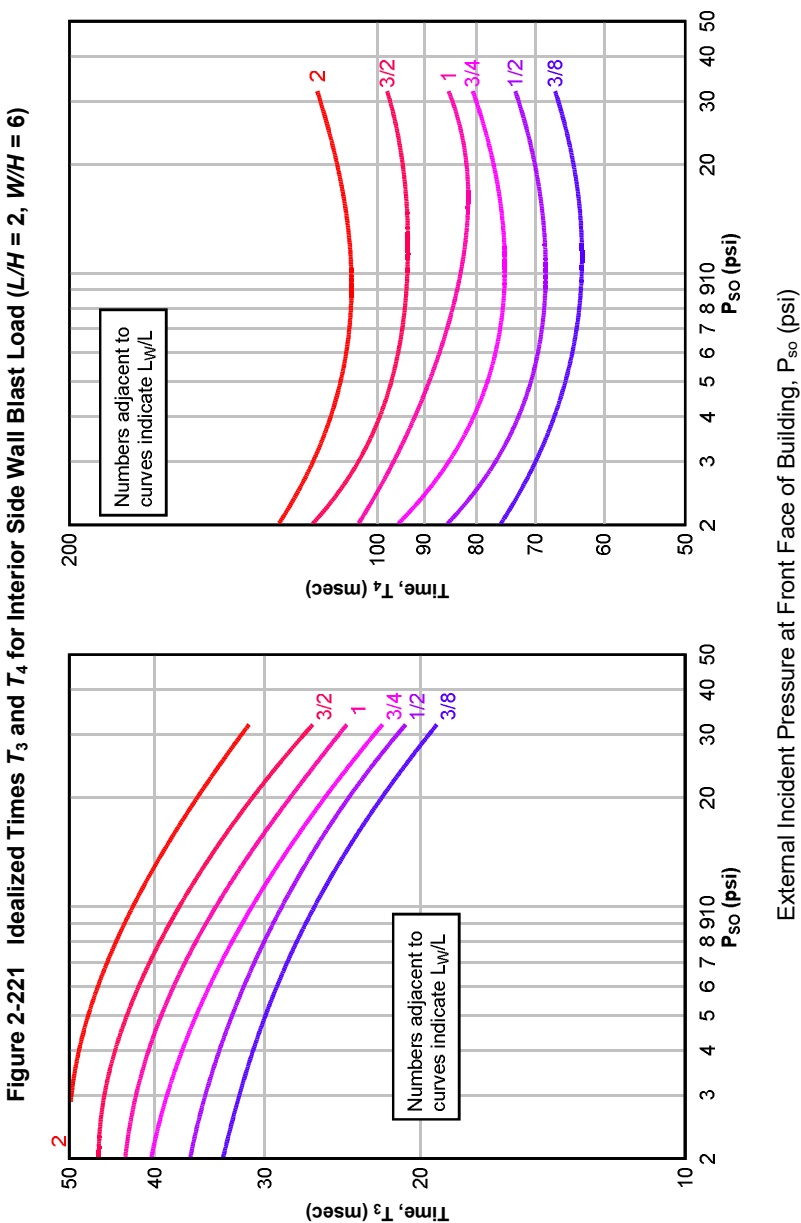 Figure 2-221 Idealized Times T3 and T4 for Interior Side Wall Blast Load (L/H = 2, W/H = 6)
50
40
30
20
10
Time, T3 (msec)
2
3/2
1
3/4
1/2
3/8
Numbers adjacent to
curves indicate LW/L
2 3 4 5 6 7 8 9 10 20 30 40 50
PSO (psi)
200
100
90
80
70
60
50
Time, T4 (msec)
Numbers adjacent to
curves indicate LW/L
2
3/2
1
3/4
1/2
3/8
2 3 4 5 6 7 8 9 10 20 30 40 50
PSO (psi)
External Incident Pressure at Front Face of Building, Pso (psi)